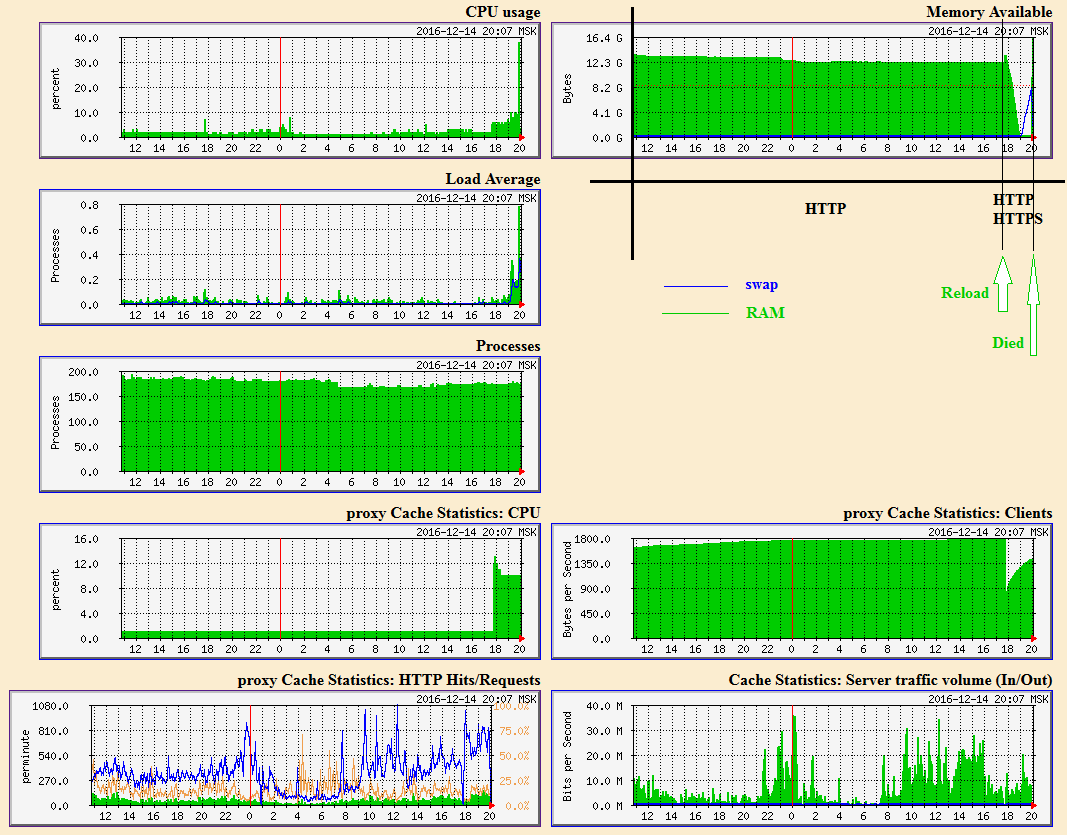 CPU usage
2016-12-14 20:07 MSK
percent
40.0
30.0
20.0
10.0
0.0
12 14 16 18 20 22 0 2 4 6 8 10 12 14 16 18 20
Memory Available
2016-12-14 20:07 MSK
Bytes
16.4 G
12.3 G
8.2 G
4.1 G
0.0 G
12 14 16 18 20 22 0 2 4 6 8 10 12 14 16 18 20
Load Average
2016-12-14 20:07 MSK
Processes
0.8
0.6
0.4
0.2
0.0
12 14 16 18 20 22 0 2 4 6 8 10 12 14 16 18 20
HTTP
HTTP
HTTPS
swap
RAM
Reload
Died
Processes
2016-12-14 20:07 MSK
Processes
200.0
150.0
100.0
50.0
0.0
12 14 16 18 20 22 0 2 4 6 8 10 12 14 16 18 20
proxy Cache Statistics: CPU
2016-12-14 20:07 MSK
percent
16.0
12.0
8.0
4.0
0.0
12 14 16 18 20 22 0 2 4 6 8 10 12 14 16 18 20
proxy Cache Statistics: Clients
2016-12-14 20:07 MSK
Bytes per Second
1800.0
1350.0
900.0
450.0
0.0
12 14 16 18 20 22 0 2 4 6 8 10 12 14 16 18 20
proxy Cache Statistics: HTTP Hits/Requests
2016-12-14 20:07 MSK
perminute
1080.0
810.0
540.0
270.0
0.0
100.0%
75.0%
50.0%
25.0%
0.0%
12 14 16 18 20 22 0 2 4 6 8 10 12 14 16 18 20
Cache Statistics: Server traffic volume (In/Out)
2016-12-14 20:07 MSK
Bits per Second
40.0 M
30.0 M
20.0 M
10.0 M
0.0 M
12 14 16 18 20 22 0 2 4 6 8 10 12 14 16 18 20